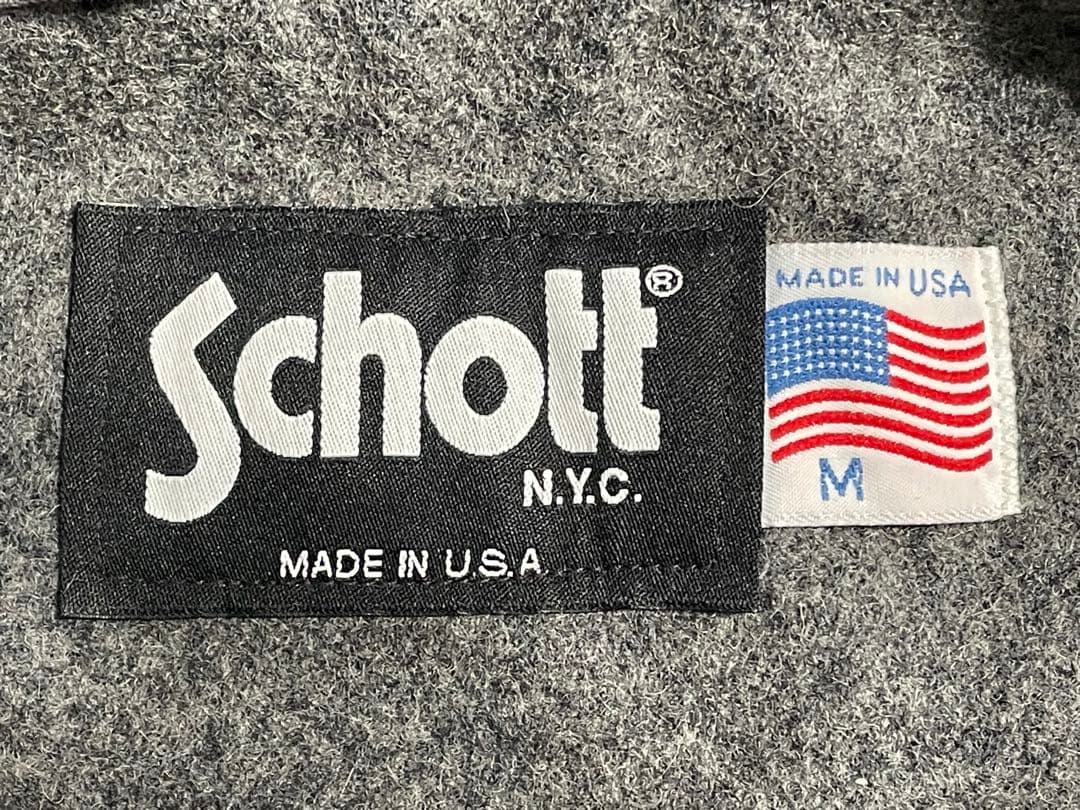 Schott®
N.Y.C.
MADE IN U.S.A
MADE IN USA
M